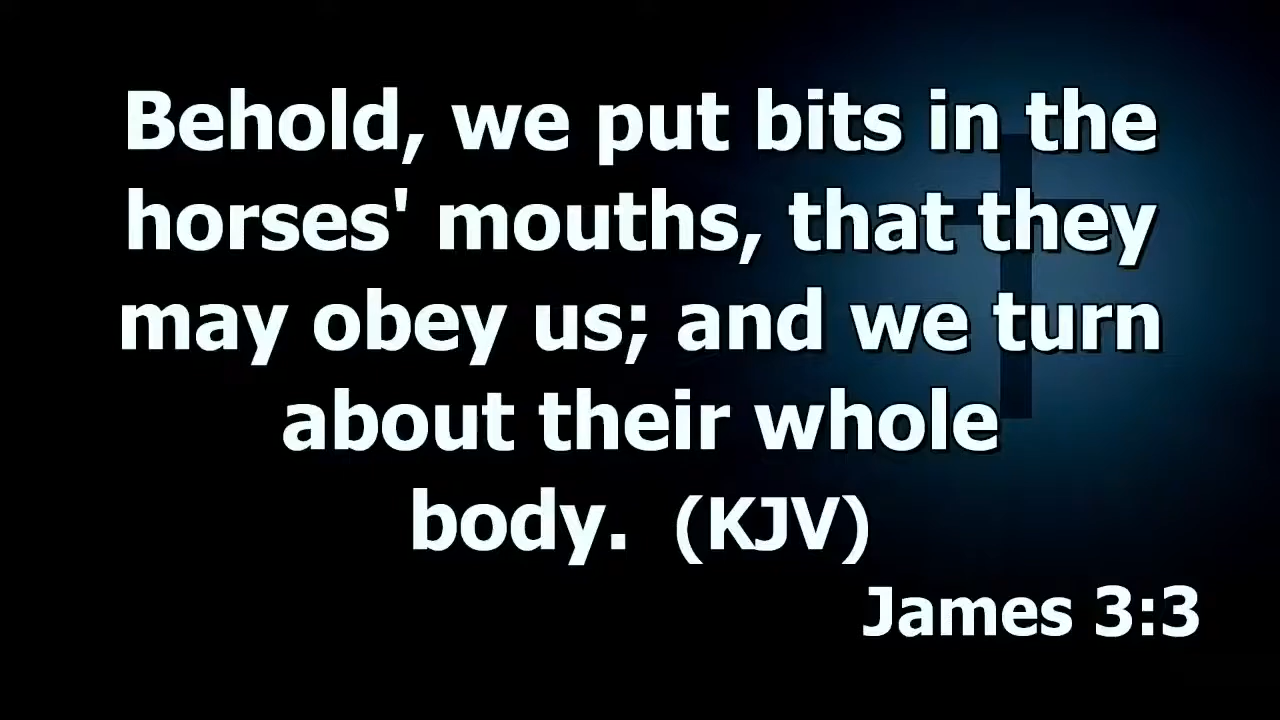 Behold, we put bits in the
horses' mouths, that they
may obey us; and we turn
about their whole
body.  (KJV)
James 3:3